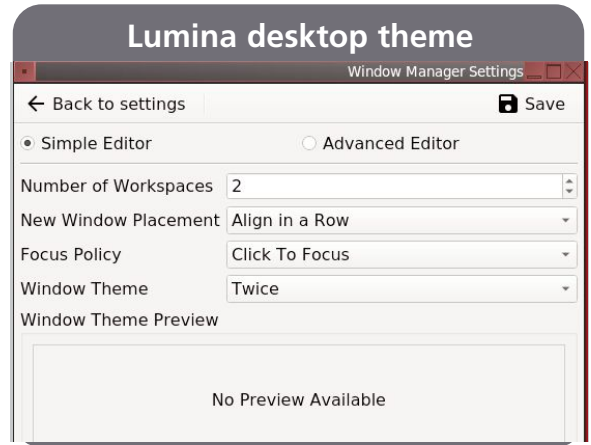 Lumina desktop theme
Window Manager Settings
Back to settings
Save
Simple Editor
Advanced Editor
Number of Workspaces 2
New Window Placement Align in a Row
Focus Policy Click To Focus
Window Theme Twice
Window Theme Preview
No Preview Available